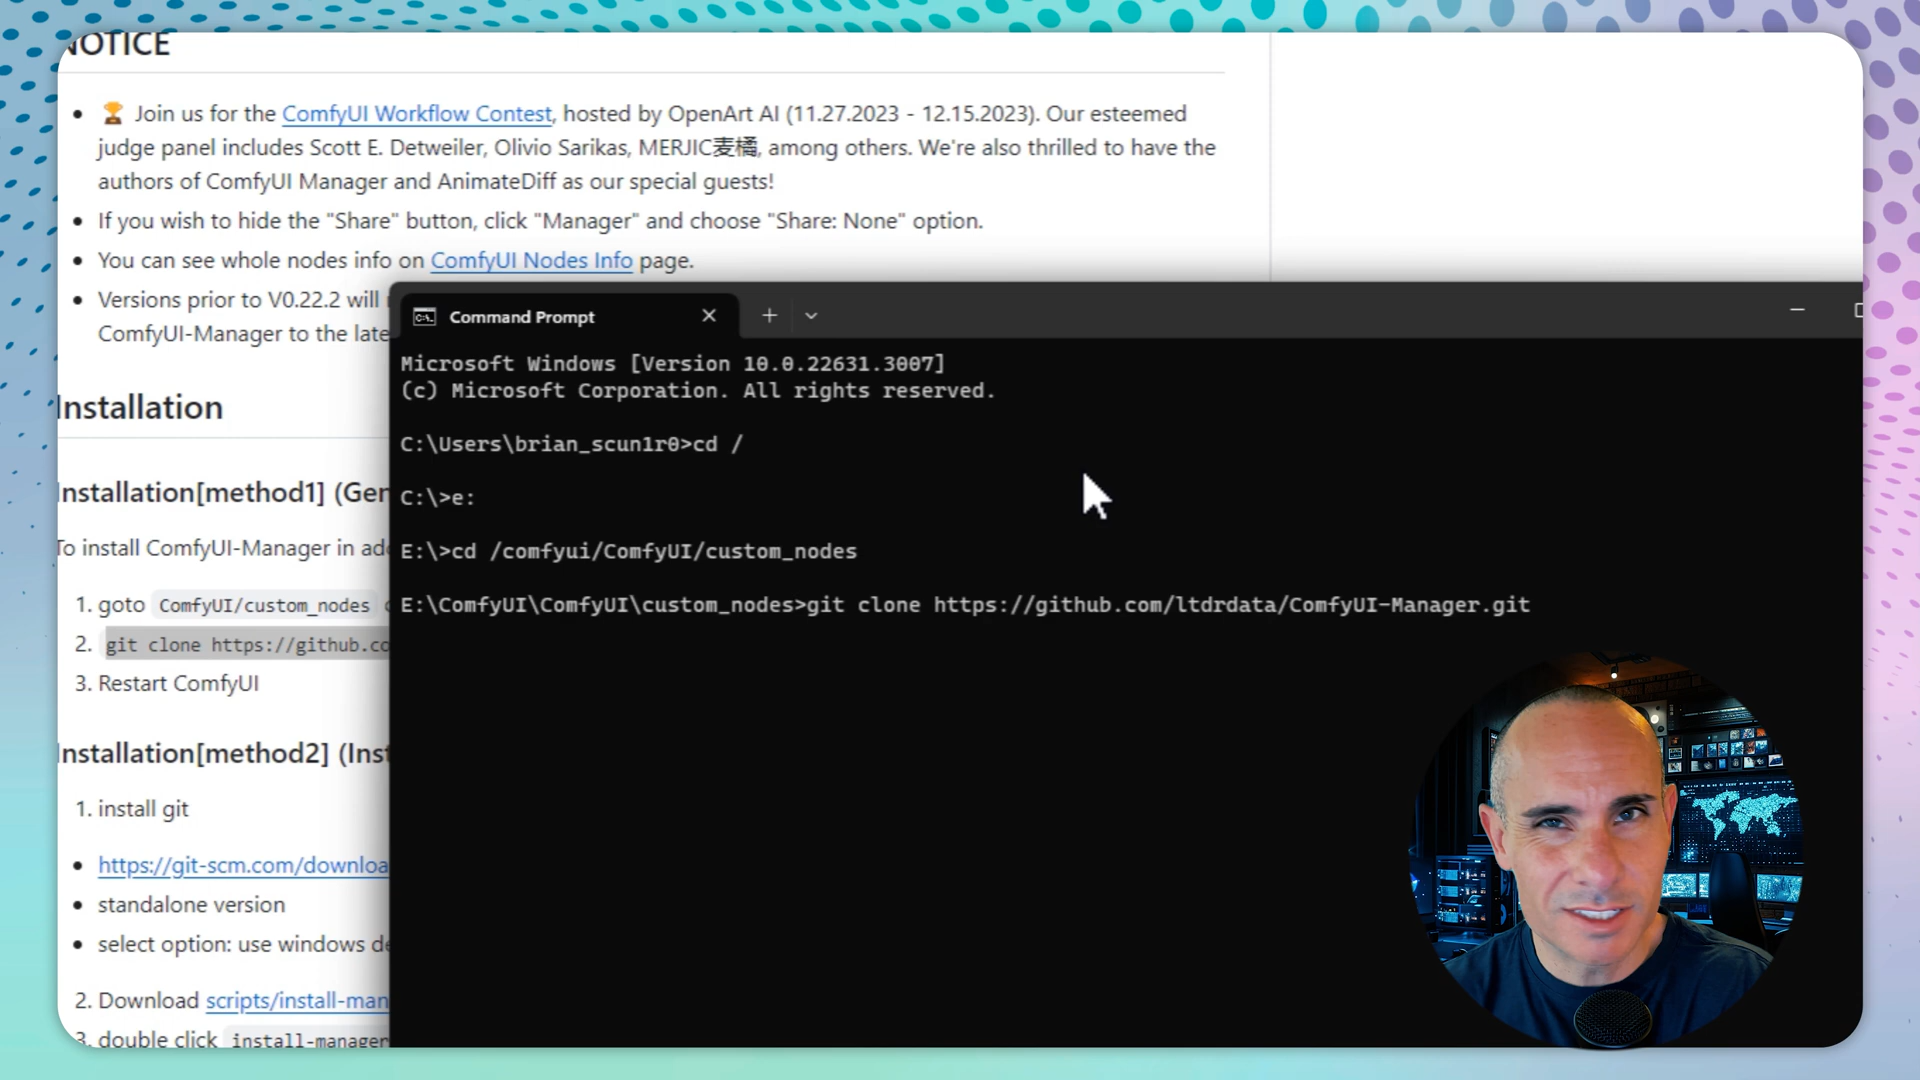 NOTICE
🏆 Join us for the ComfyUI Workflow Contest, hosted by OpenArt AI (11.27.2023 - 12.15.2023). Our esteemed
judge panel includes Scott E. Detweiler, Olivio Sarikas, MERJIC麦橘, among others. We're also thrilled to have the
authors of ComfyUI Manager and AnimateDiff as our special guests!
If you wish to hide the "Share" button, click "Manager" and choose "Share: None" option.
You can see whole nodes info on ComfyUI Nodes Info page.
Versions prior to V0.22.2 will
ComfyUI-Manager to the late
Installation
Installation[method1] (Gen
To install ComfyUI-Manager in add
1. goto ComfyUI/custom_nodes
2. git clone https://github.co
3. Restart ComfyUI
Installation[method2] (Inst
1. install git
https://git-scm.com/downloa
standalone version
select option: use windows de
2. Download scripts/install-man
3. double click install-manager
Command Prompt
Microsoft Windows [Version 10.0.22631.3007]
(c) Microsoft Corporation. All rights reserved.
C:\Users\brian_scun1r0>cd /
C:\>e:
E:\>cd /comfyui/ComfyUI/custom_nodes
E:\ComfyUI\ComfyUI\custom_nodes>git clone https://github.com/ltdrdata/ComfyUI-Manager.git